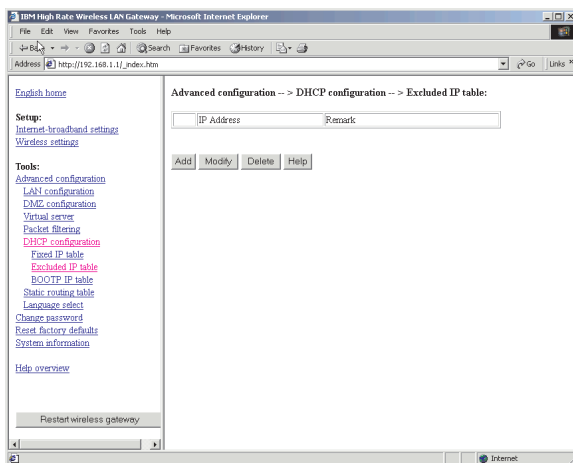 IBM High Rate Wireless LAN Gateway - Microsoft Internet Explorer
File Edit View Favorites Tools Help
Back Search Favorites History
Address http://192.168.1.1/_index.htm Go Links »
English home
Setup:
Internet-broadband settings
Wireless settings
Tools:
Advanced configuration
LAN configuration
DMZ configuration
Virtual server
Packet filtering
DHCP configuration
Fixed IP table
Excluded IP table
BOOTP IP table
Static routing table
Language select
Change password
Reset factory defaults
System information
Help overview
Restart wireless gateway
Advanced configuration -- > DHCP configuration -- > Excluded IP table:
IP Address Remark
Add Modify Delete Help
Internet